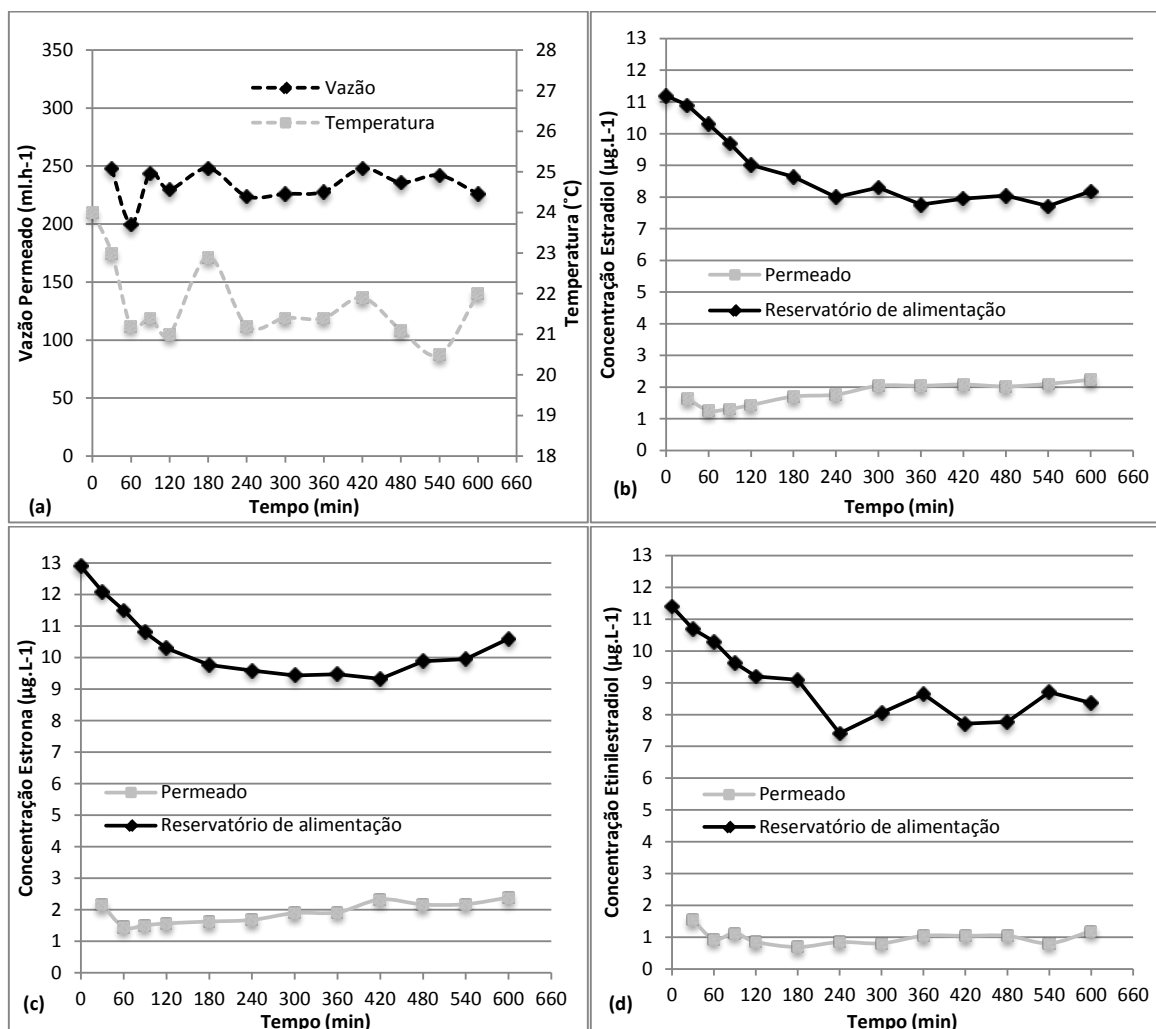 350
300
250
200
150
100
50
0
Vazão Permeado (ml.h-1)
28
27
26
25
24
23
22
21
20
19
18
Temperatura (˚C)
Vazão
Temperatura
0 60 120 180 240 300 360 420 480 540 600 660
(a)
Tempo (min)
13
12
11
10
9
8
7
6
5
4
3
2
1
0
Concentração Estradiol (µg.L-1)
Permeado
Reservatório de alimentação
0 60 120 180 240 300 360 420 480 540 600 660
(b)
Tempo (min)
13
12
11
10
9
8
7
6
5
4
3
2
1
0
Concentração Estrona (µg.L-1)
Permeado
Reservatório de alimentação
0 60 120 180 240 300 360 420 480 540 600 660
(c)
Tempo (min)
13
12
11
10
9
8
7
6
5
4
3
2
1
0
Concentração Etinilestradiol (µg.L-1)
Permeado
Reservatório de alimentação
0 60 120 180 240 300 360 420 480 540 600 660
(d)
Tempo (min)